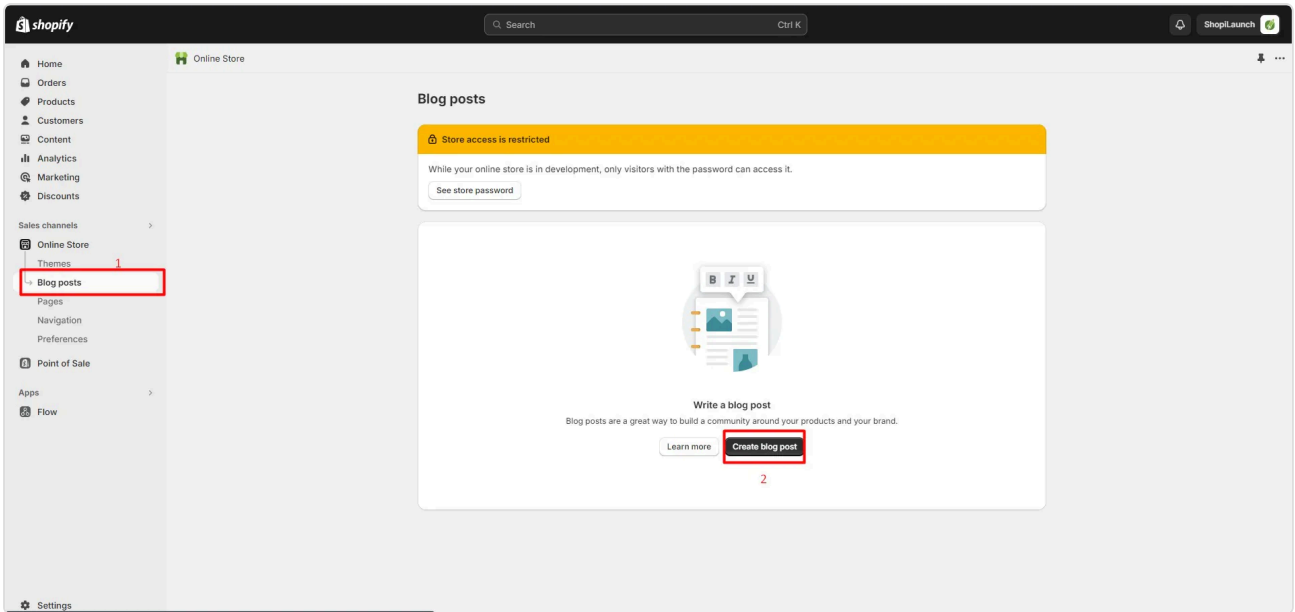 shopify
Search Ctrl K
ShopiLaunch
Home
Orders
Products
Customers
Content
Analytics
Marketing
Discounts
Sales channels
Online Store
Themes
1
Blog posts
Pages
Navigation
Preferences
Point of Sale
Apps
Flow
Settings
Online Store
Blog posts
Store access is restricted
While your online store is in development, only visitors with the password can access it.
See store password
B I U
Write a blog post
Blog posts are a great way to build a community around your products and your brand.
Learn more Create blog post
2